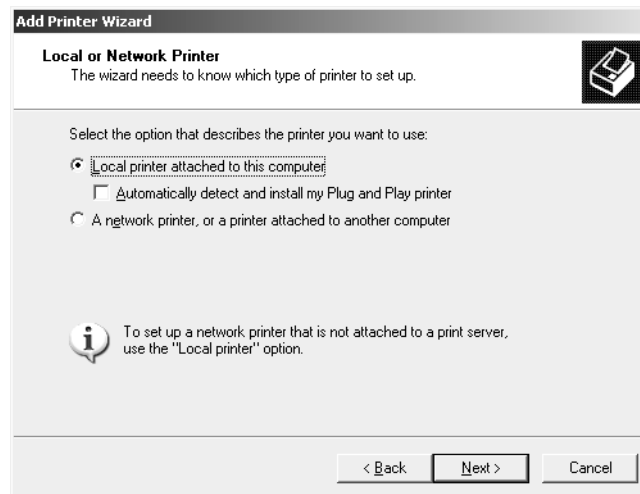 Add Printer Wizard
Local or Network Printer
The wizard needs to know which type of printer to set up.
Select the option that describes the printer you want to use:
Local printer attached to this computer
Automatically detect and install my Plug and Play printer
A network printer, or a printer attached to another computer
To set up a network printer that is not attached to a print server,
use the "Local printer" option.
< Back
Next >
Cancel